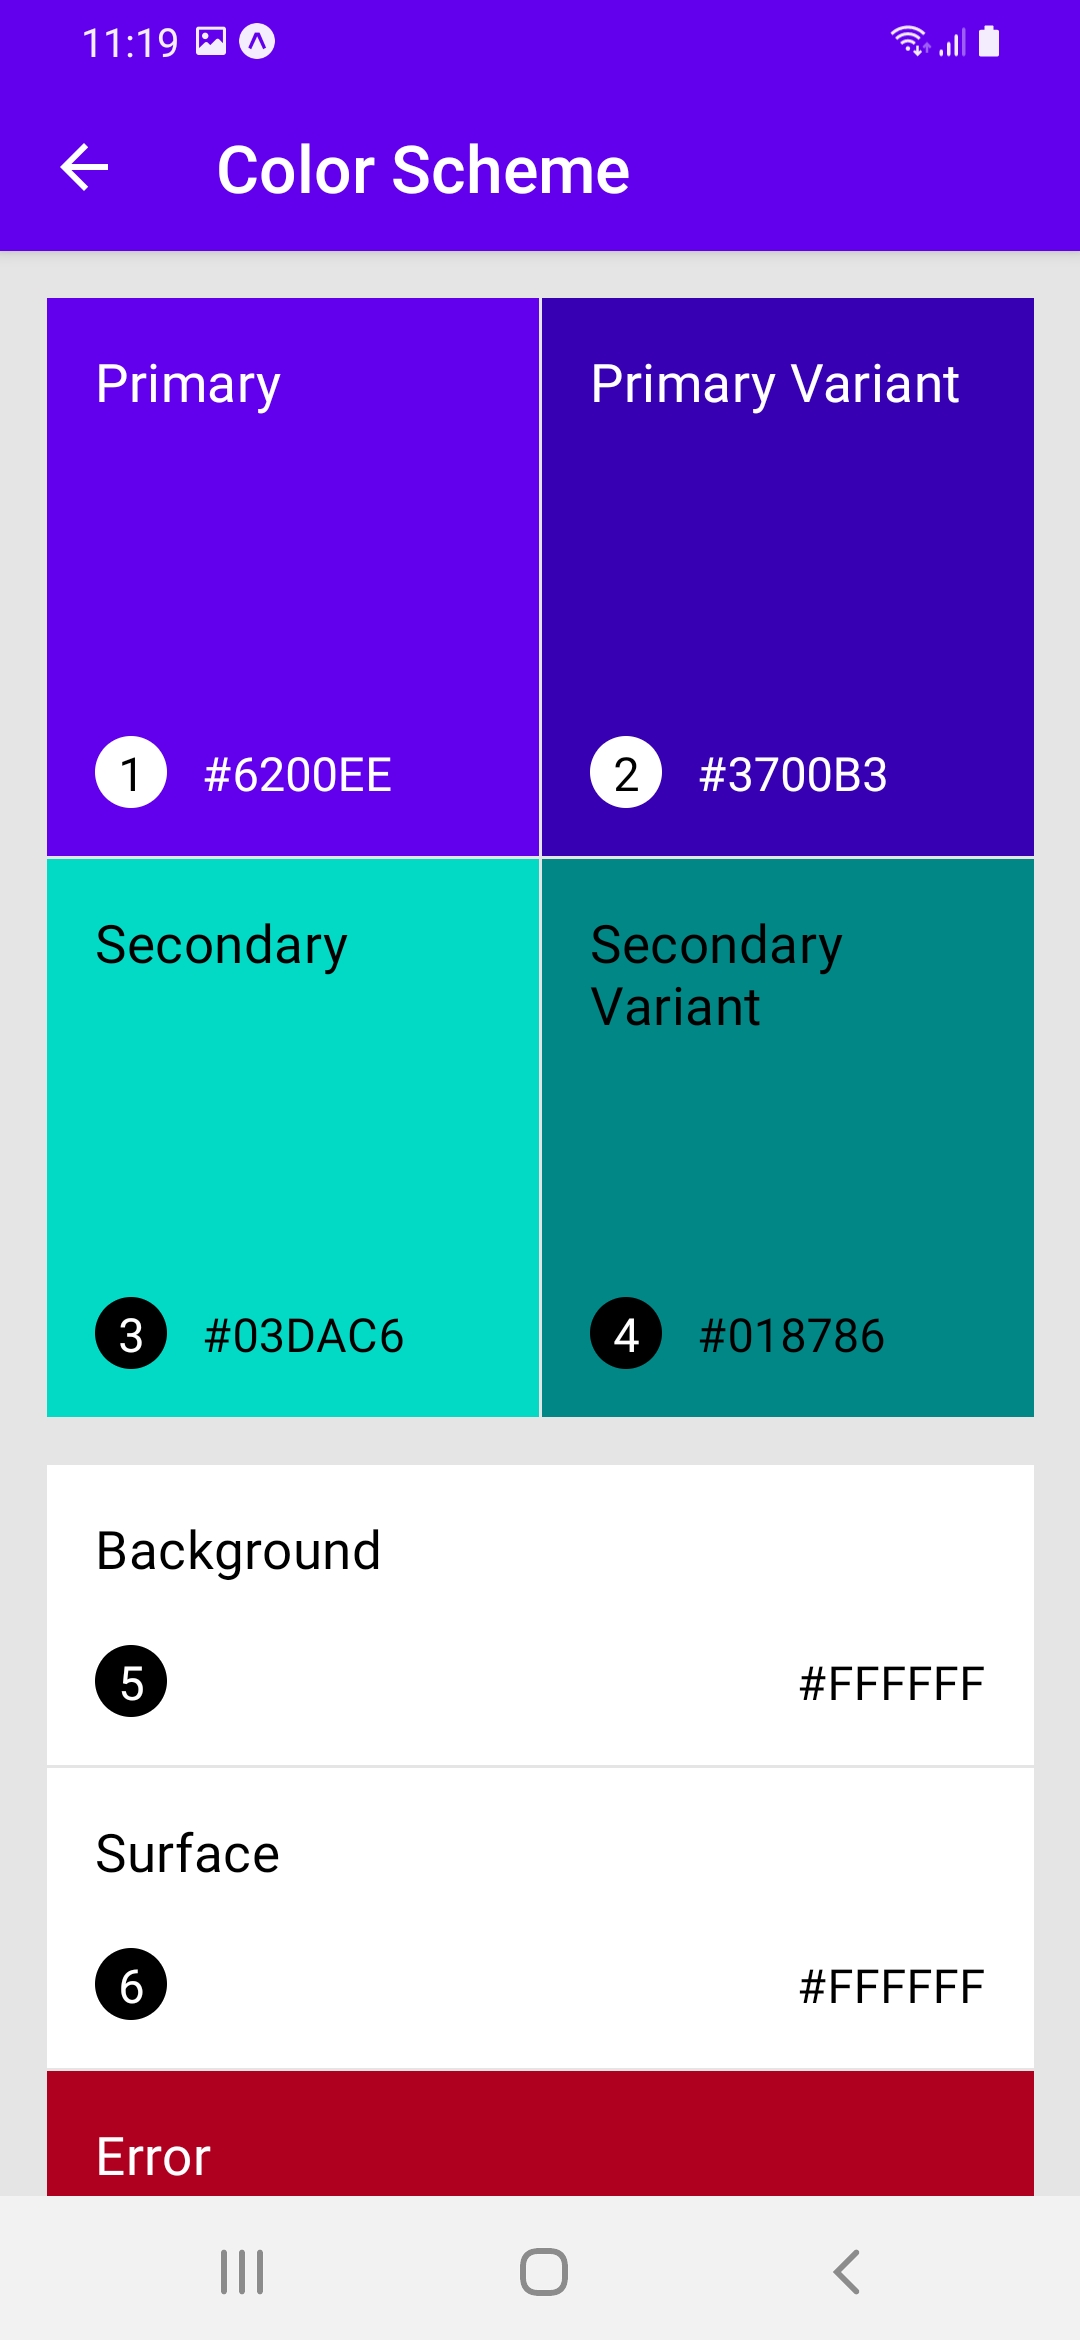 11:19
Color Scheme
Primary
1 #6200EE
Primary Variant
2 #3700B3
Secondary
3 #03DAC6
Secondary
Variant
4 #018786
Background
5 #FFFFFF
Surface
6 #FFFFFF
Error